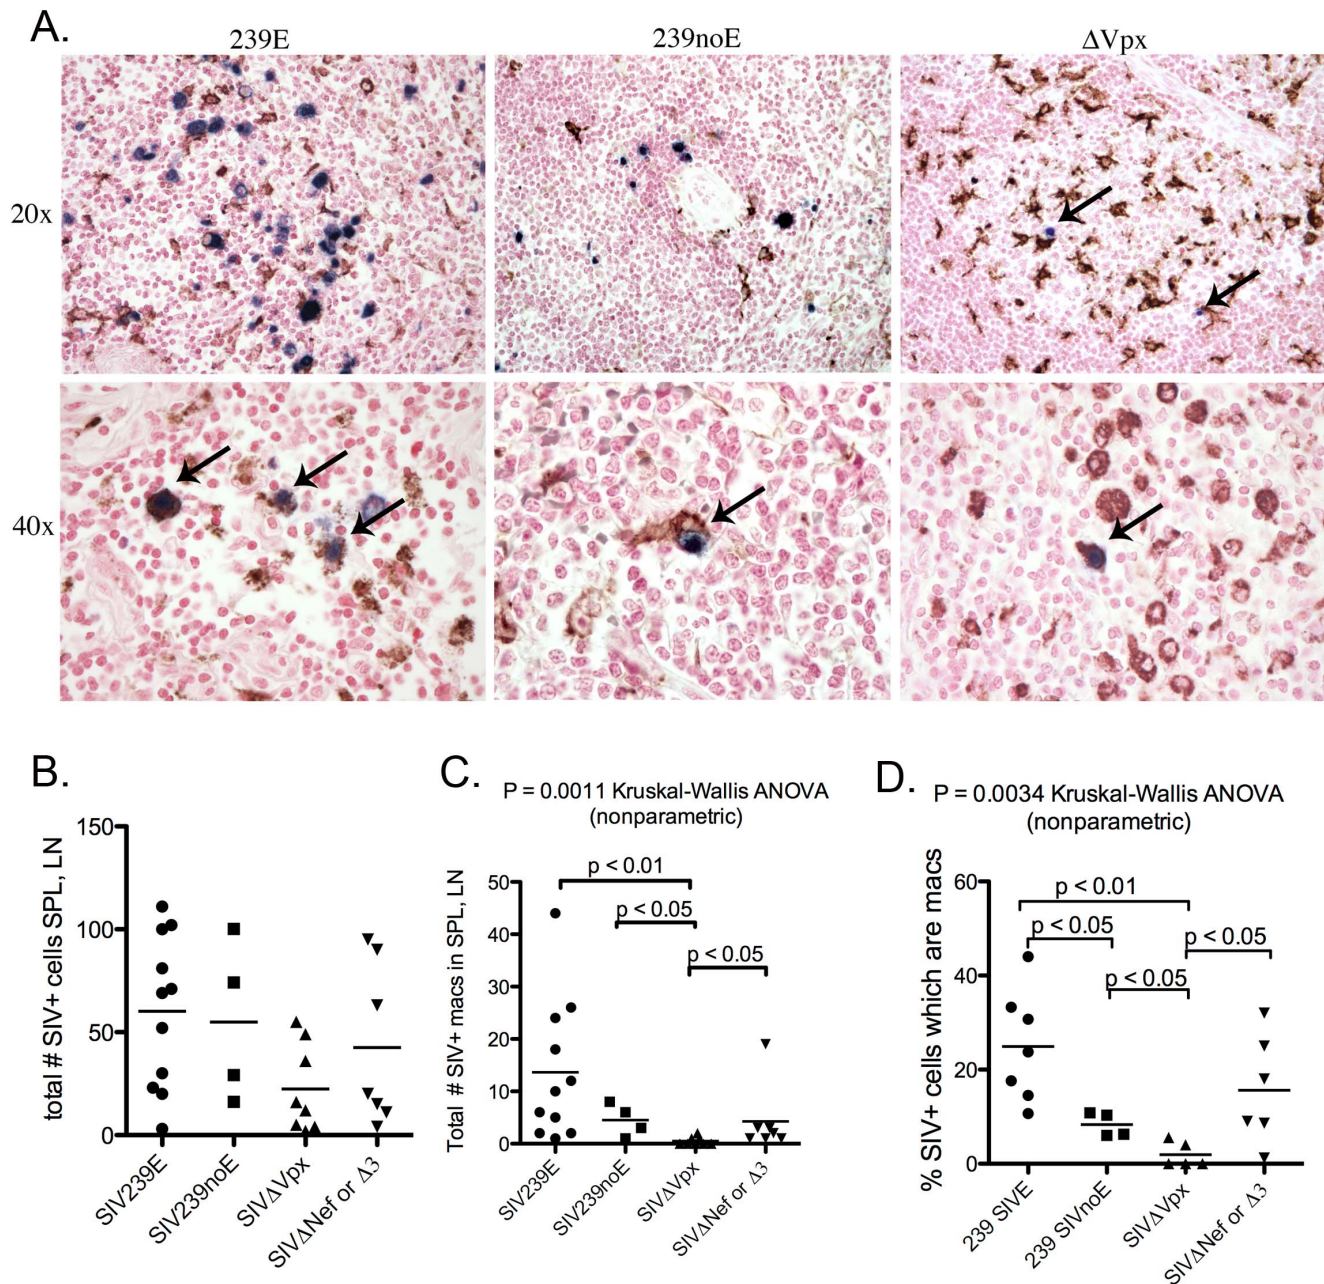 A.
239E
239noE
ΔVpx
20x
40x
B.
total # SIV+ cells SPL, LN
150
100
50
0
SIV239E
SIV239noE
SIVΔVpx
SIVΔNef or Δ3
C.
P = 0.0011 Kruskal-Wallis ANOVA
(nonparametric)
Total # SIV+ macs in SPL, LN
50
40
30
20
10
0
p < 0.01
p < 0.05
p < 0.05
SIV239E
SIV239noE
SIVΔVpx
SIVΔNef or Δ3
D.
P = 0.0034 Kruskal-Wallis ANOVA
(nonparametric)
% SIV+ cells which are macs
60
40
20
0
p < 0.01
p < 0.05
p < 0.05
p < 0.05
239 SIVE
239 SIVnoE
SIVΔVpx
SIVΔNef or Δ3